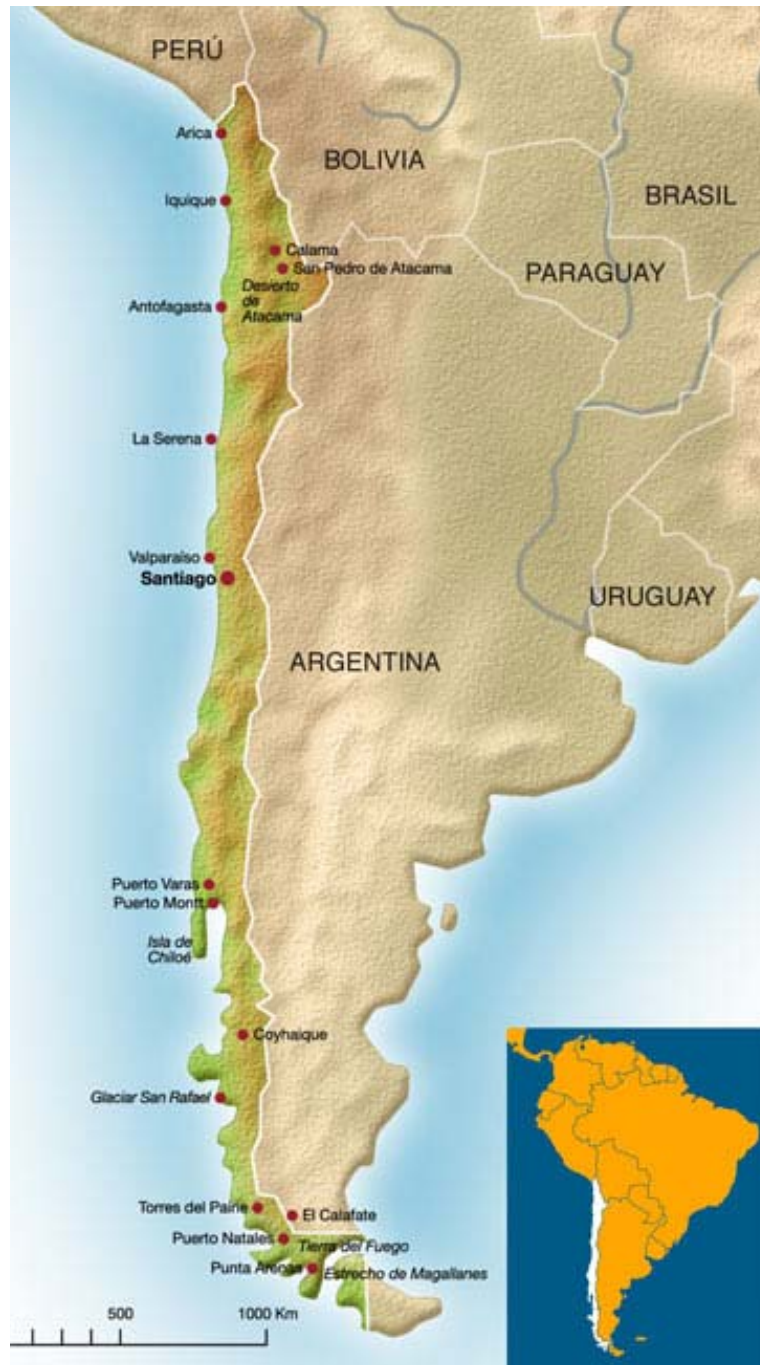 PERÚ
Arica
BOLIVIA
Iquique
BRASIL
Calama
San Pedro de Atacama
PARAGUAY
Desierto
de
Atacama
Antofagasta
La Serena
Valparaíso
Santiago
URUGUAY
ARGENTINA
Puerto Varas
Puerto Montt
Isla de
Chiloé
Coyhaique
Glaciar San Rafael
Torres del Paine
El Calafate
Puerto Natales
Tierra del Fuego
Punta Arenas
Estrecho de Magallanes
500
1000 Km